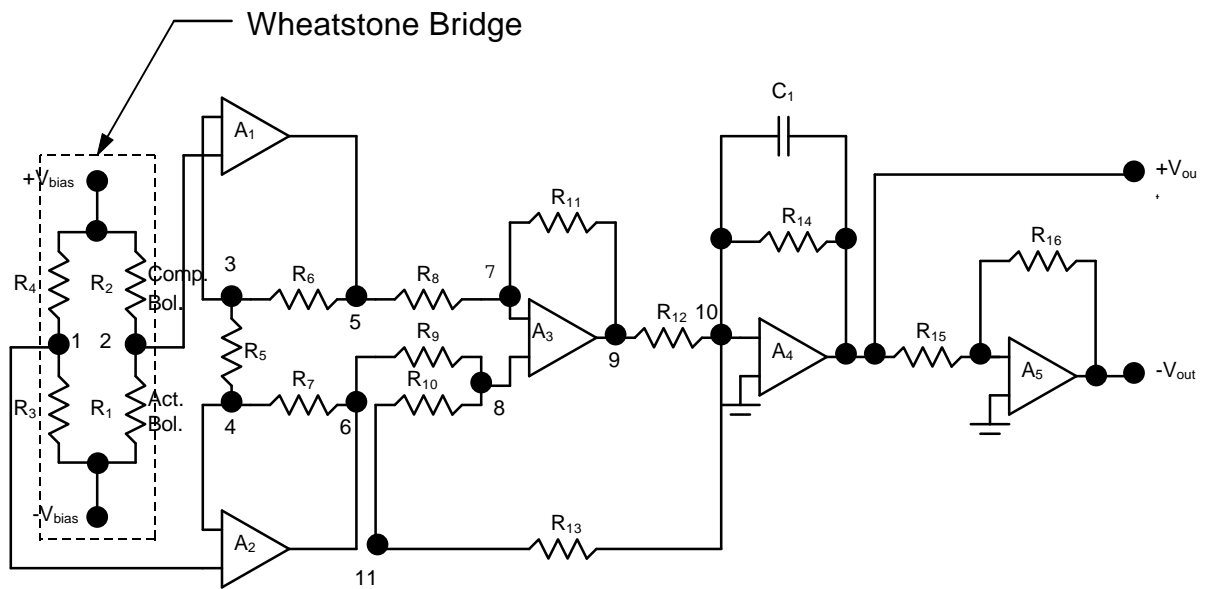 Wheatstone Bridge
C₁
A₁
+Vbias
+Vou
t
R₁₁
R₁₄
R₁₆
3
R₆
R₈
7
R₄
R₂
Comp.
Bol.
5
10
R₁₂
1
2
R₅
R₉
A₃
9
A₄
R₁₅
A₅
-Vout
R₃
R₁
Act.
Bol.
R₇
R₁₀
4
6
8
-Vbias
A₂
R₁₃
11